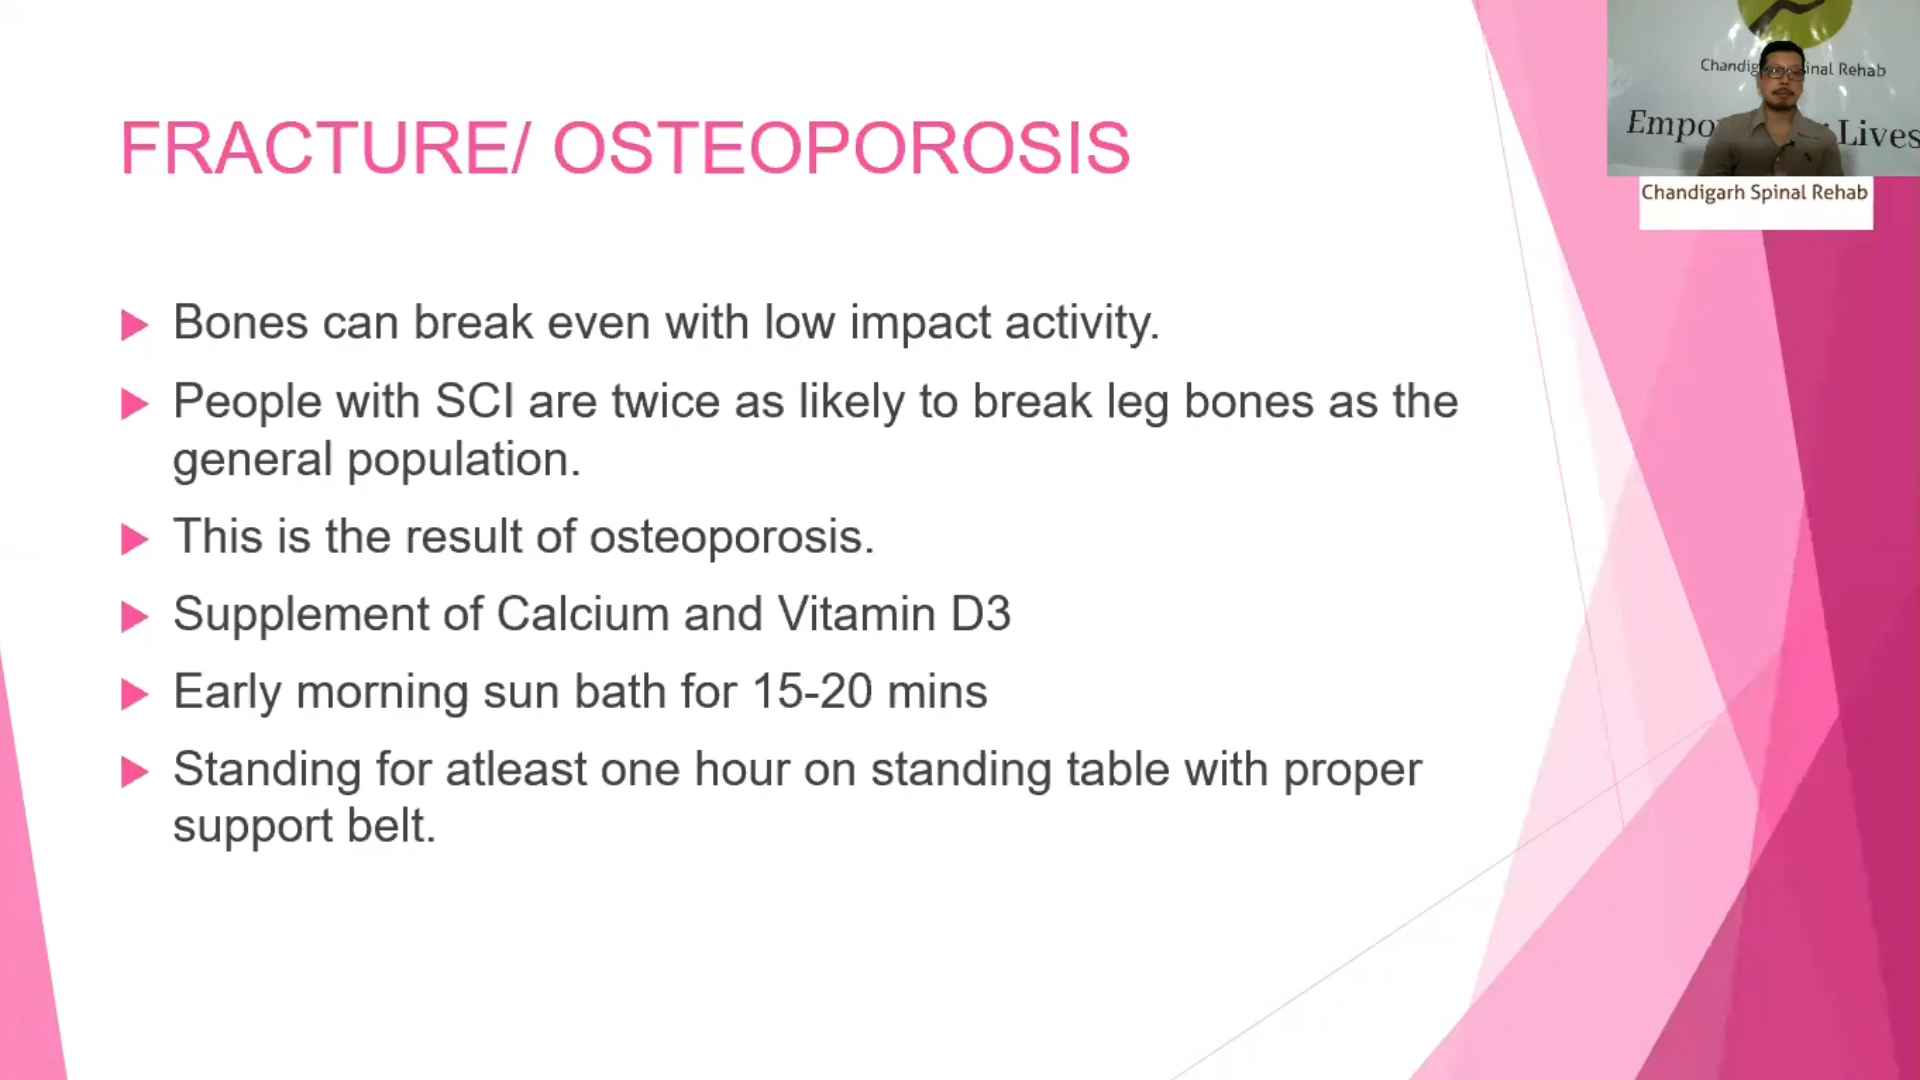 FRACTURE/ OSTEOPOROSIS
Bones can break even with low impact activity.
People with SCI are twice as likely to break leg bones as the
general population.
This is the result of osteoporosis.
Supplement of Calcium and Vitamin D3
Early morning sun bath for 15-20 mins
Standing for atleast one hour on standing table with proper
support belt.
Chandig inal Rehab
Empo Lives
Chandigarh Spinal Rehab